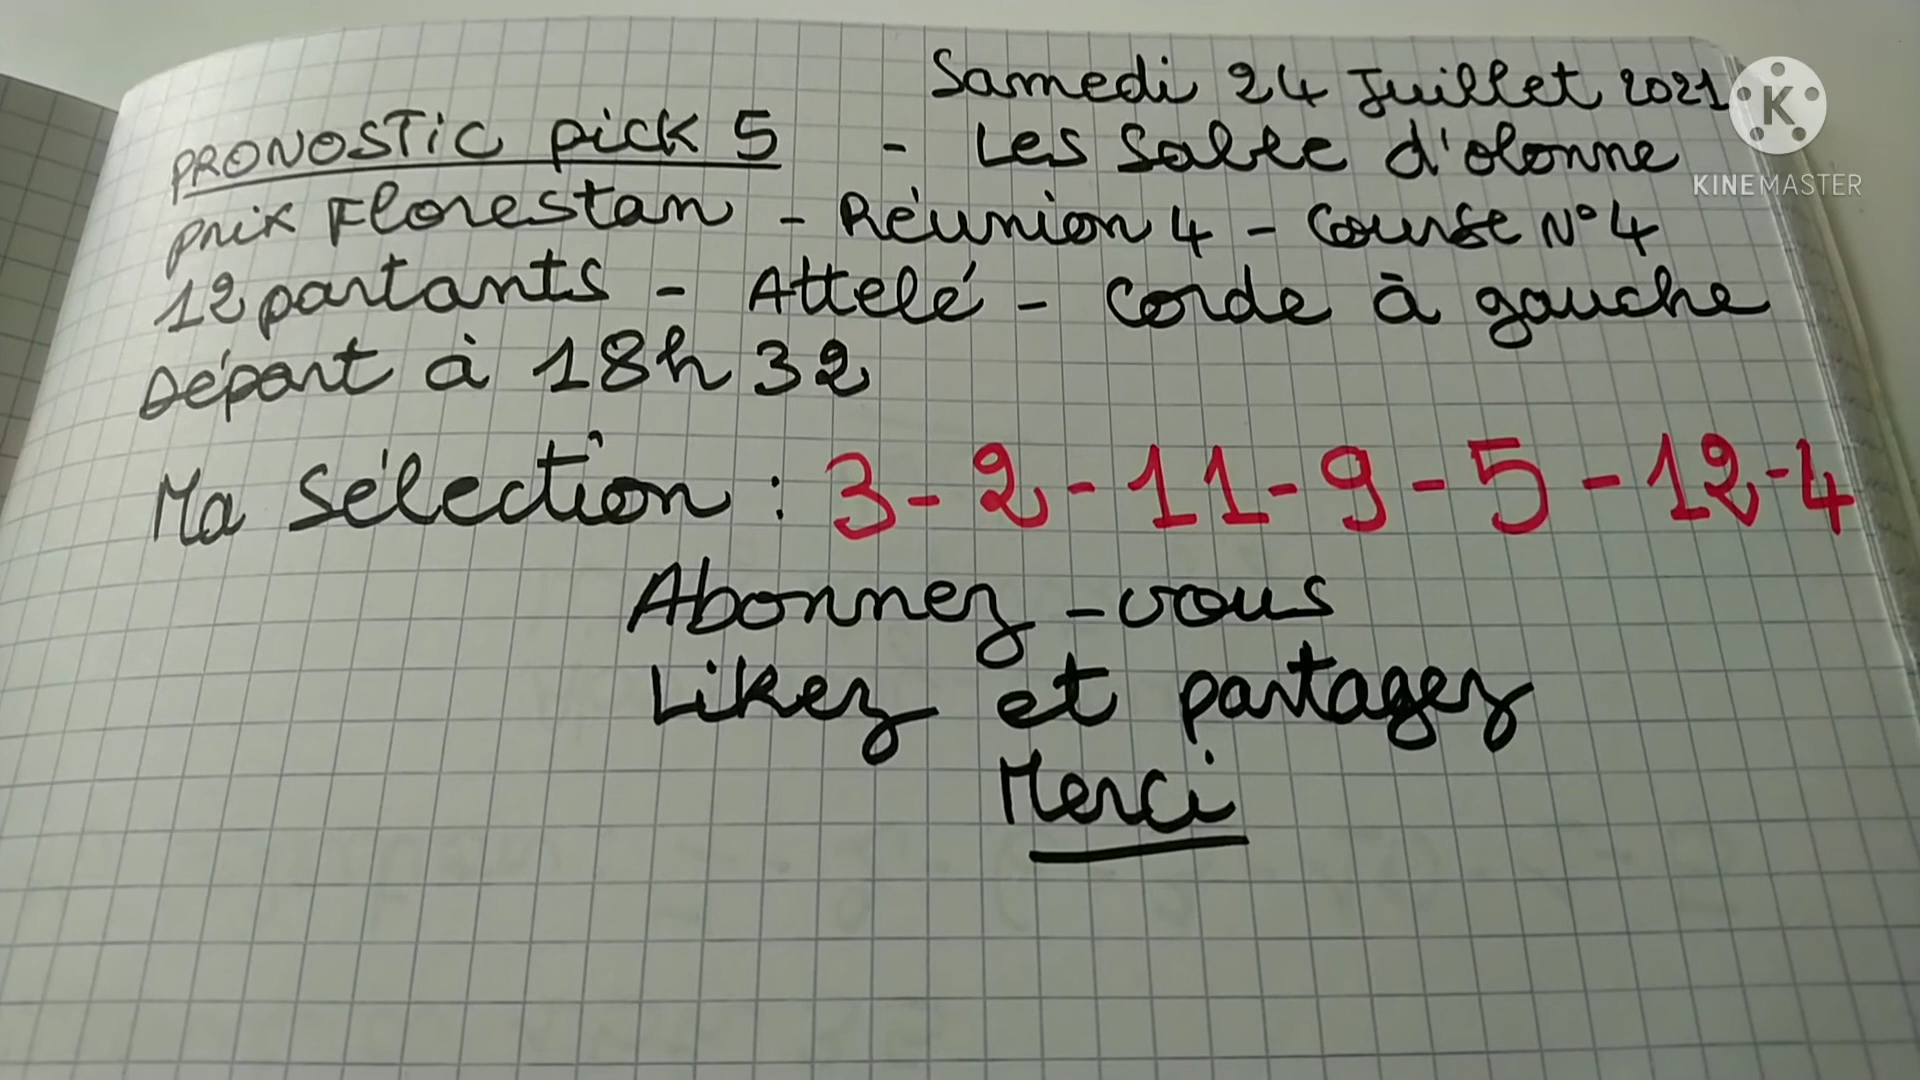 Samedi 24 Juillet 2021
PRONOSTIC pick 5 - Les Sable d'olonne
prix Florestan - Réunion 4 - Course N°4
12 partants - Attelé - Corde à gauche
Départ à 18h32
Ma sélection : 3-2-11-9-5-12-4
Abonnez-vous
Likez et partagez
Merci
K
KINEMASTER